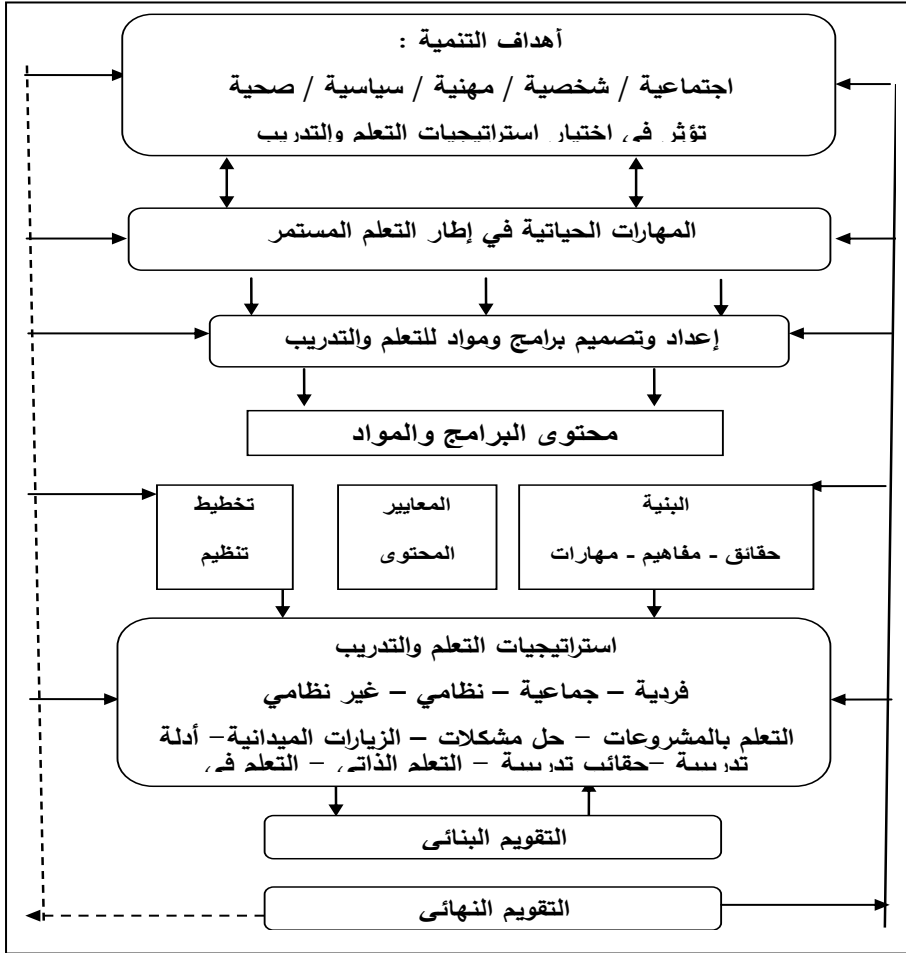 أهداف التنمية :
اجتماعية / شخصية / مهنية / سياسية / صحية
تؤثر في اختيار استراتيجيات التعلم والتدريب
المهارات الحياتية في إطار التعلم المستمر
إعداد وتصميم برامج ومواد للتعلم والتدريب
محتوى البرامج والمواد
البنية
حقائق - مفاهيم - مهارات
المعايير
المحتوى
تخطيط
تنظيم
استراتيجيات التعلم والتدريب
فردية – جماعية – نظامي – غير نظامي
التعلم بالمشروعات – حل مشكلات – الزيارات الميدانية– أدلة
تدريبية –حقائب تدريبية – التعلم الذاتي – التعلم في
التقويم البنائى
التقويم النهائى